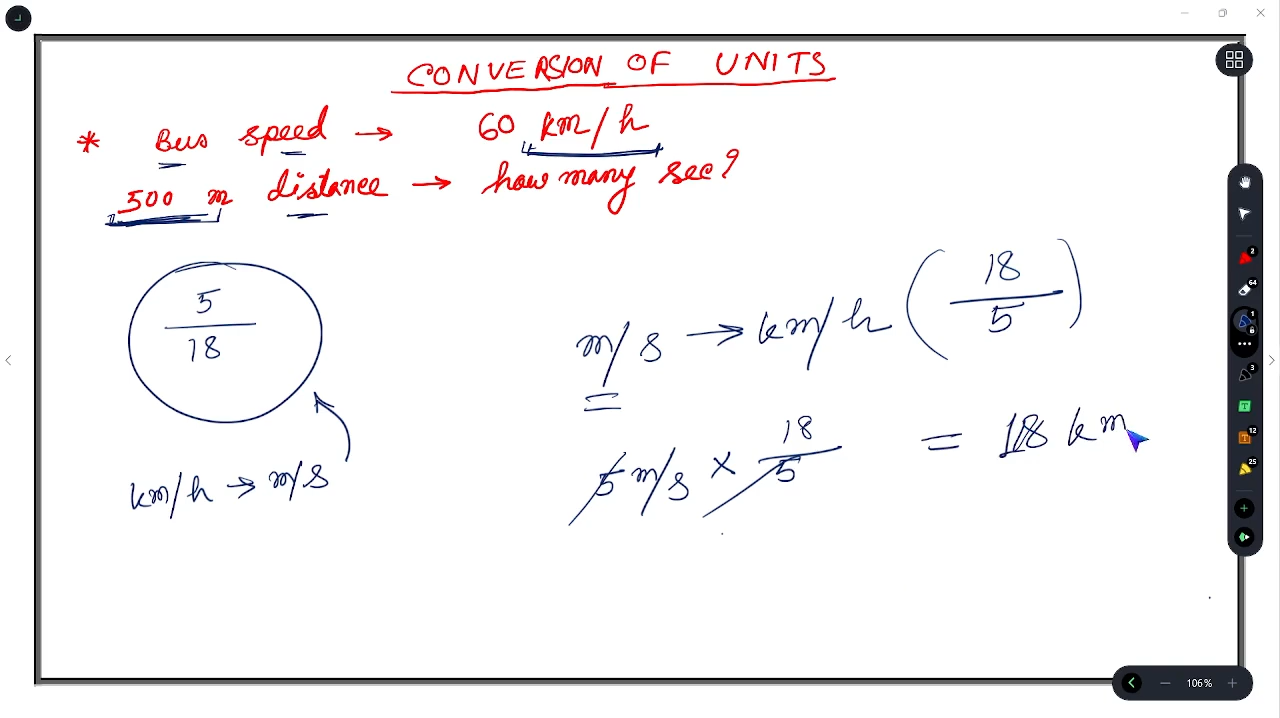 CONVERSION OF UNITS
* Bus speed → 60 km/h
500 m distance → how many sec?
5/18
m/s → km/h (18/5)
km/h → m/s
5 m/s × 18/5 = 18 km
106%